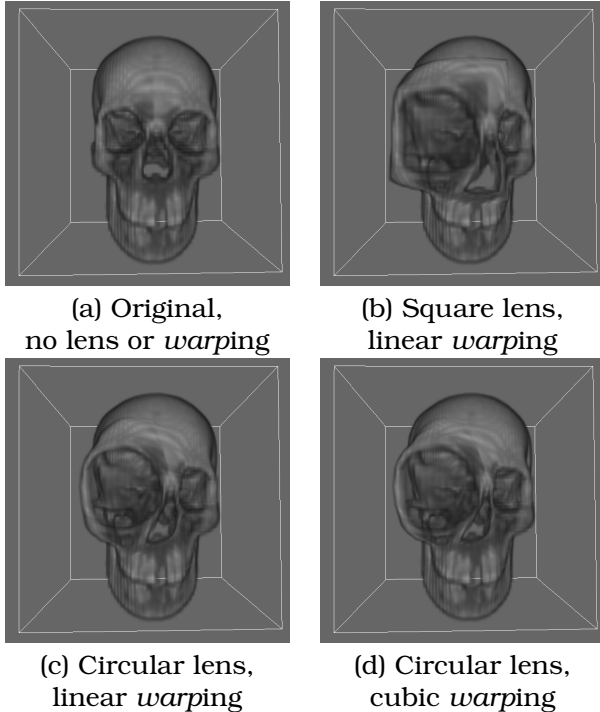 (a) Original,
no lens or warping
(b) Square lens,
linear warping
(c) Circular lens,
linear warping
(d) Circular lens,
cubic warping